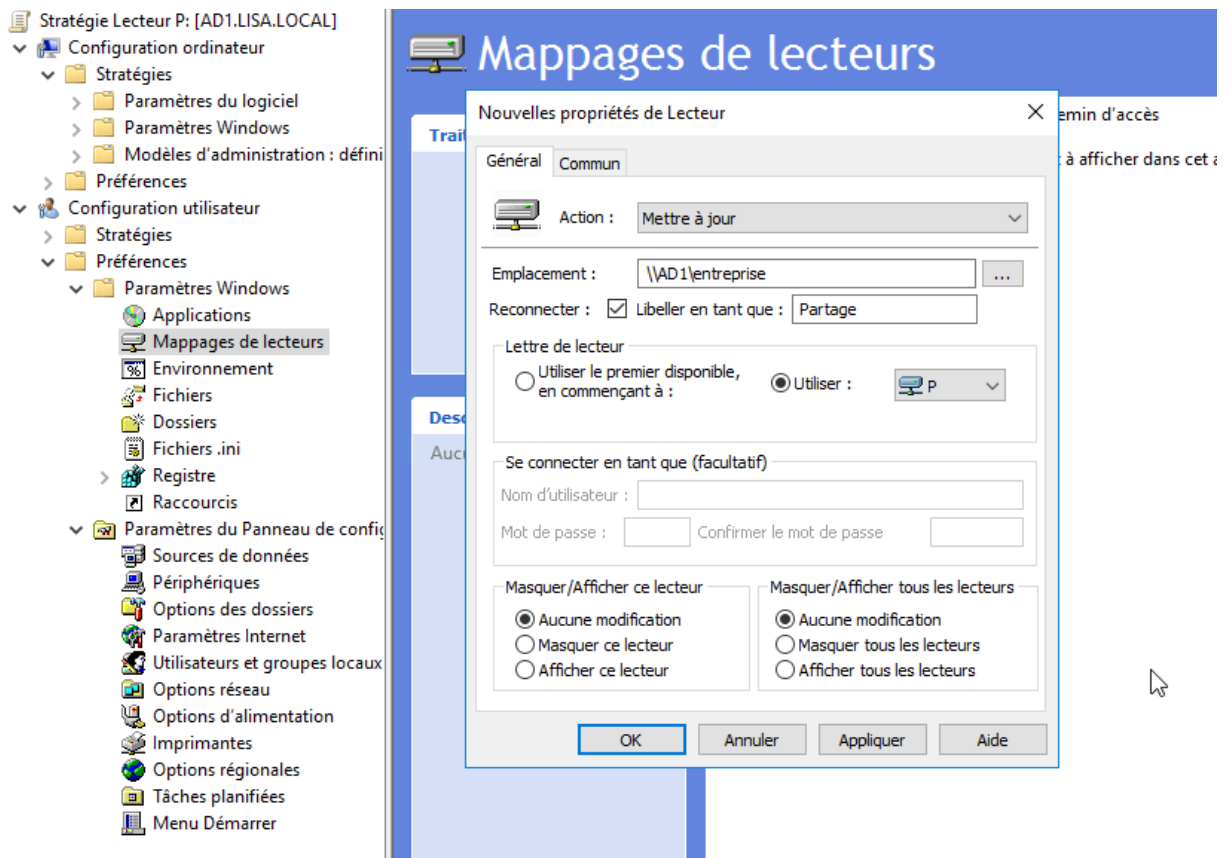 Stratégie Lecteur P: [AD1.LISA.LOCAL]
Configuration ordinateur
Stratégies
Paramètres du logiciel
Paramètres Windows
Modèles d'administration : défini
Préférences
Configuration utilisateur
Stratégies
Préférences
Paramètres Windows
Applications
Mappages de lecteurs
Environnement
Fichiers
Dossiers
Fichiers .ini
Registre
Raccourcis
Paramètres du Panneau de config
Sources de données
Périphériques
Options des dossiers
Paramètres Internet
Utilisateurs et groupes locaux
Options réseau
Options d'alimentation
Imprimantes
Options régionales
Tâches planifiées
Menu Démarrer
Mappages de lecteurs
Trait
Desc
Aucu
emin d'accès
à afficher dans cet a
Nouvelles propriétés de Lecteur
Général Commun
Action : Mettre à jour
Emplacement : \\AD1\entreprise ...
Reconnecter : Libeller en tant que : Partage
Lettre de lecteur
Utiliser le premier disponible,
en commençant à :
Utiliser : P
Se connecter en tant que (facultatif)
Nom d'utilisateur :
Mot de passe : Confirmer le mot de passe
Masquer/Afficher ce lecteur
Aucune modification
Masquer ce lecteur
Afficher ce lecteur
Masquer/Afficher tous les lecteurs
Aucune modification
Masquer tous les lecteurs
Afficher tous les lecteurs
OK Annuler Appliquer Aide